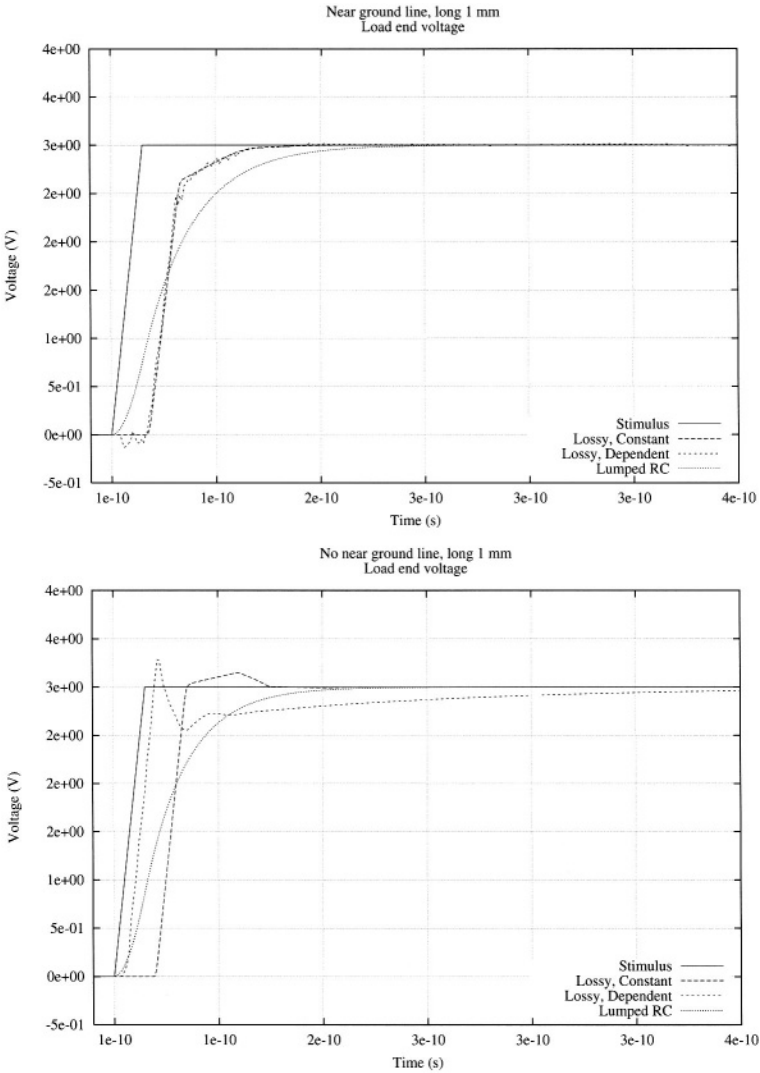 Near ground line, long 1 mm
Load end voltage
4e+00
4e+00
3e+00
2e+00
2e+00
2e+00
1e+00
5e-01
0e+00
-5e-01
Voltage (V)
Stimulus
Lossy, Constant
Lossy, Dependent
Lumped RC
1e-10 1e-10 2e-10 3e-10 3e-10 3e-10 4e-10
Time (s)
No near ground line, long 1 mm
Load end voltage
4e+00
4e+00
3e+00
2e+00
2e+00
2e+00
1e+00
5e-01
0e+00
-5e-01
Voltage (V)
Stimulus
Lossy, Constant
Lossy, Dependent
Lumped RC
1e-10 1e-10 2e-10 3e-10 3e-10 3e-10 4e-10
Time (s)